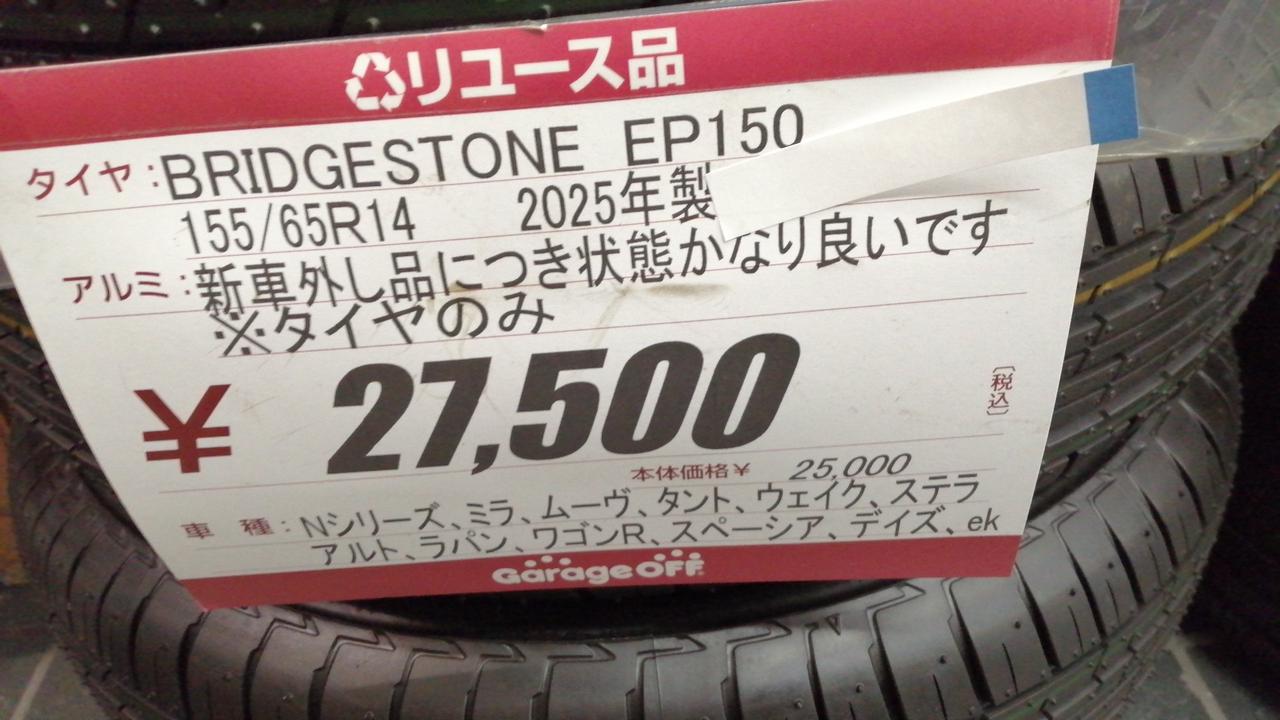 リユース品
タイヤ：BRIDGESTONE EP150
155/65R14 2025年製
アルミ：新車外し品につき状態かなり良いです
※タイヤのみ
¥ 27,500 〔税込〕
本体価格¥ 25,000
車 種：Nシリーズ、ミラ、ムーヴ、タント、ウェイク、ステラ
アルト、ラパン、ワゴンR、スペーシア、デイズ、ek
GarageOFF